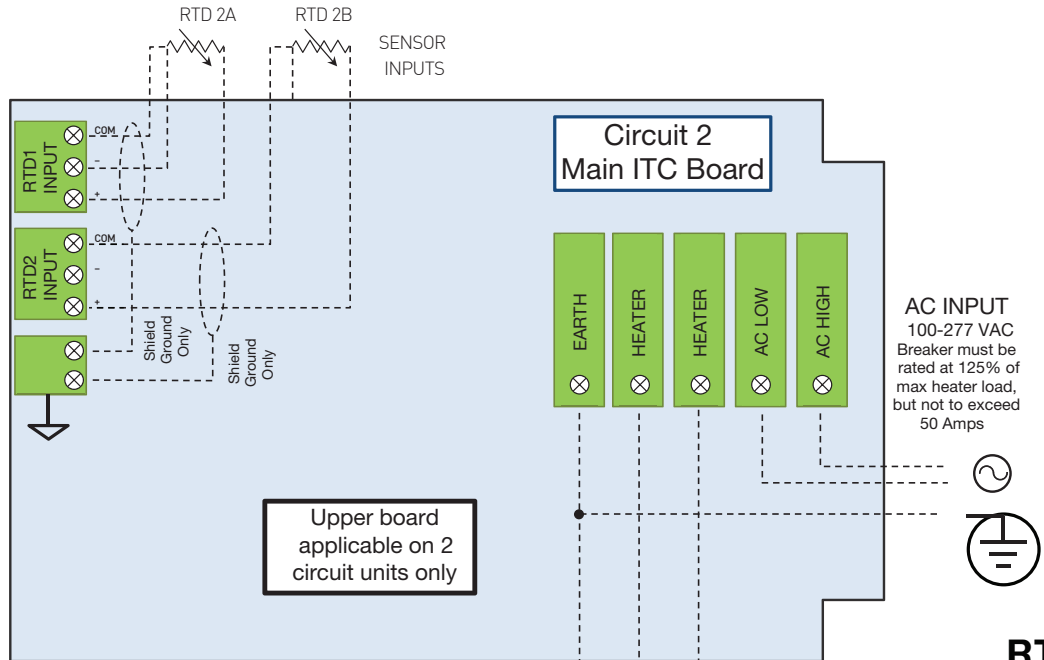 RTD 2A
RTD 2B
SENSOR
INPUTS
RTD1
INPUT
COM
-
+
RTD2
INPUT
COM
-
+
Shield
Ground
Only
Shield
Ground
Only
Circuit 2
Main ITC Board
EARTH
HEATER
HEATER
AC LOW
AC HIGH
AC INPUT
100-277 VAC
Breaker must be
rated at 125% of
max heater load,
but not to exceed
50 Amps
Upper board
applicable on 2
circuit units only
RT